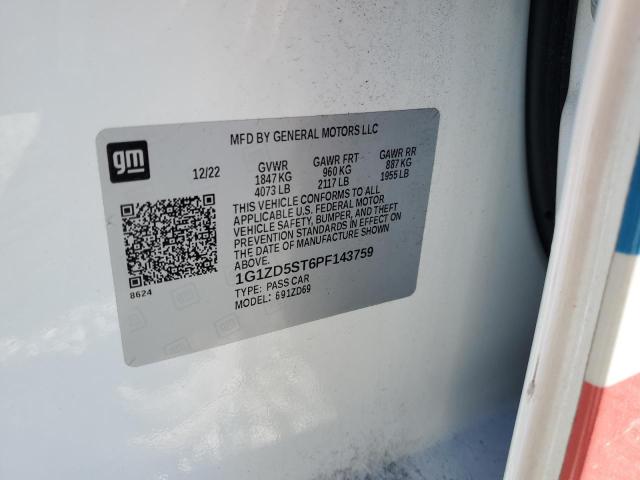 MFD BY GENERAL MOTORS LLC
gm
12/22
GVWR GAWR FRT GAWR RR
1847 KG 960 KG 887 KG
4073 LB 2117 LB 1955 LB
THIS VEHICLE CONFORMS TO ALL
APPLICABLE U.S. FEDERAL MOTOR
VEHICLE SAFETY, BUMPER, AND THEFT
PREVENTION STANDARDS IN EFFECT ON
THE DATE OF MANUFACTURE SHOWN
ABOVE.
1G1ZD5ST6PF143759
8624
TYPE: PASS CAR
MODEL: 691ZD69